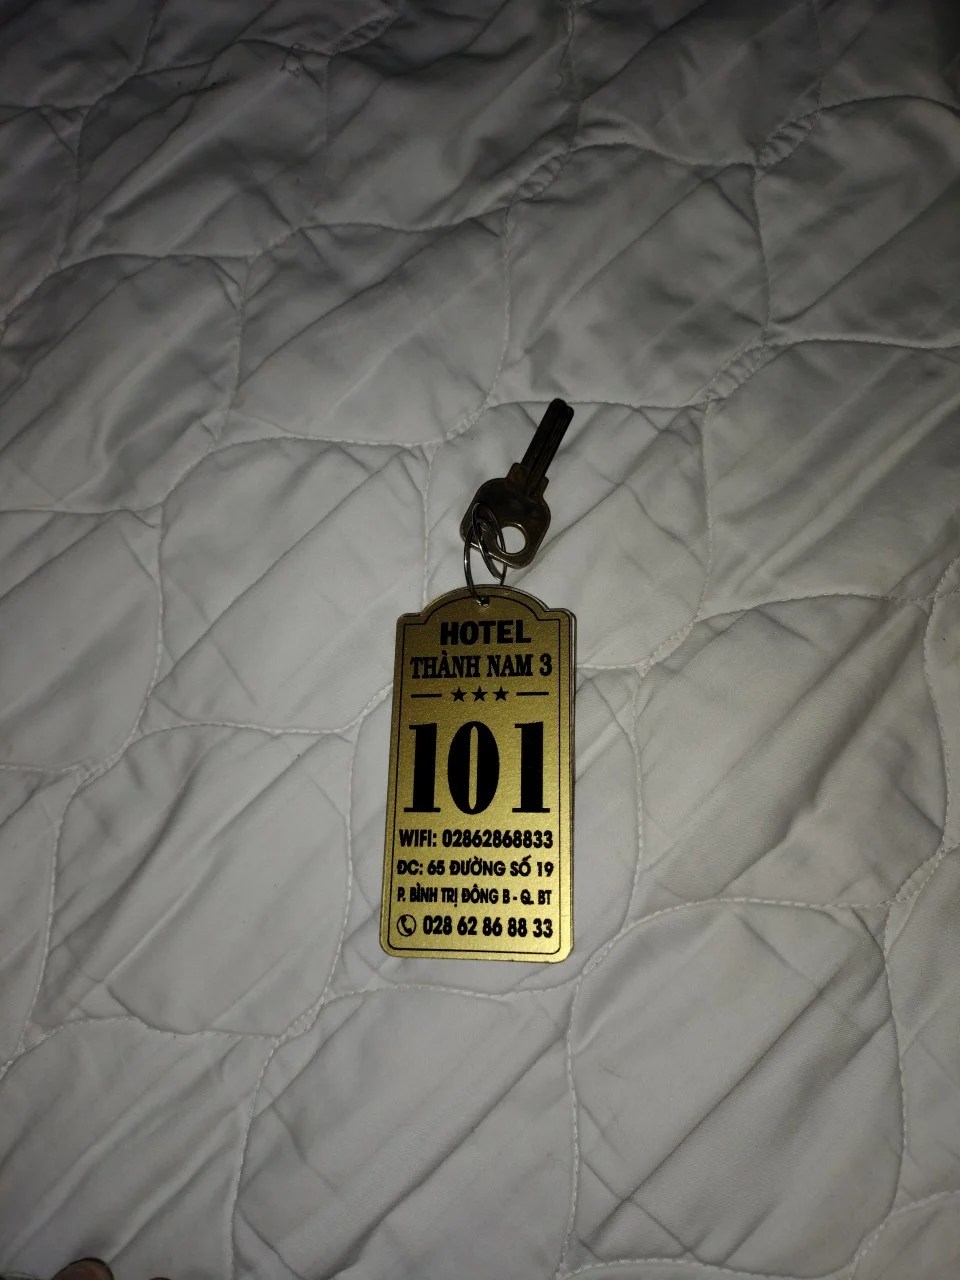 HOTEL
THÀNH NAM 3
101
WIFI: 02862868833
ĐC: 65 ĐƯỜNG SỐ 19
P. BÌNH TRỊ ĐÔNG B - Q. BT
028 62 86 88 33